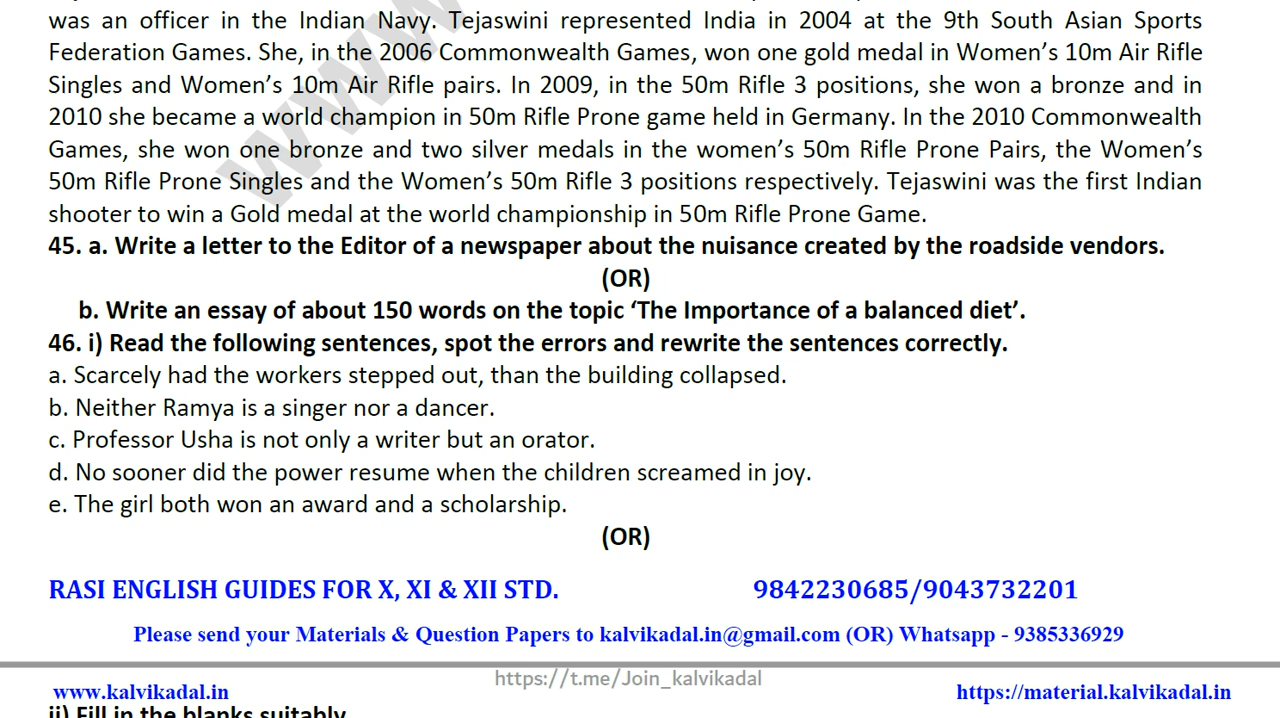 was an officer in the Indian Navy. Tejaswini represented India in 2004 at the 9th South Asian Sports
Federation Games. She, in the 2006 Commonwealth Games, won one gold medal in Women's 10m Air Rifle
Singles and Women's 10m Air Rifle pairs. In 2009, in the 50m Rifle 3 positions, she won a bronze and in
2010 she became a world champion in 50m Rifle Prone game held in Germany. In the 2010 Commonwealth
Games, she won one bronze and two silver medals in the women's 50m Rifle Prone Pairs, the Women's
50m Rifle Prone Singles and the Women's 50m Rifle 3 positions respectively. Tejaswini was the first Indian
shooter to win a Gold medal at the world championship in 50m Rifle Prone Game.
45. a. Write a letter to the Editor of a newspaper about the nuisance created by the roadside vendors.
(OR)
b. Write an essay of about 150 words on the topic 'The Importance of a balanced diet'.
46. i) Read the following sentences, spot the errors and rewrite the sentences correctly.
a. Scarcely had the workers stepped out, than the building collapsed.
b. Neither Ramya is a singer nor a dancer.
c. Professor Usha is not only a writer but an orator.
d. No sooner did the power resume when the children screamed in joy.
e. The girl both won an award and a scholarship.
(OR)
RASI ENGLISH GUIDES FOR X, XI & XII STD. 9842230685/9043732201
Please send your Materials & Question Papers to kalvikadal.in@gmail.com (OR) Whatsapp - 9385336929
https://t.me/Join_kalvikadal
www.kalvikadal.in https://material.kalvikadal.in
ii) Fill in the blanks suitably